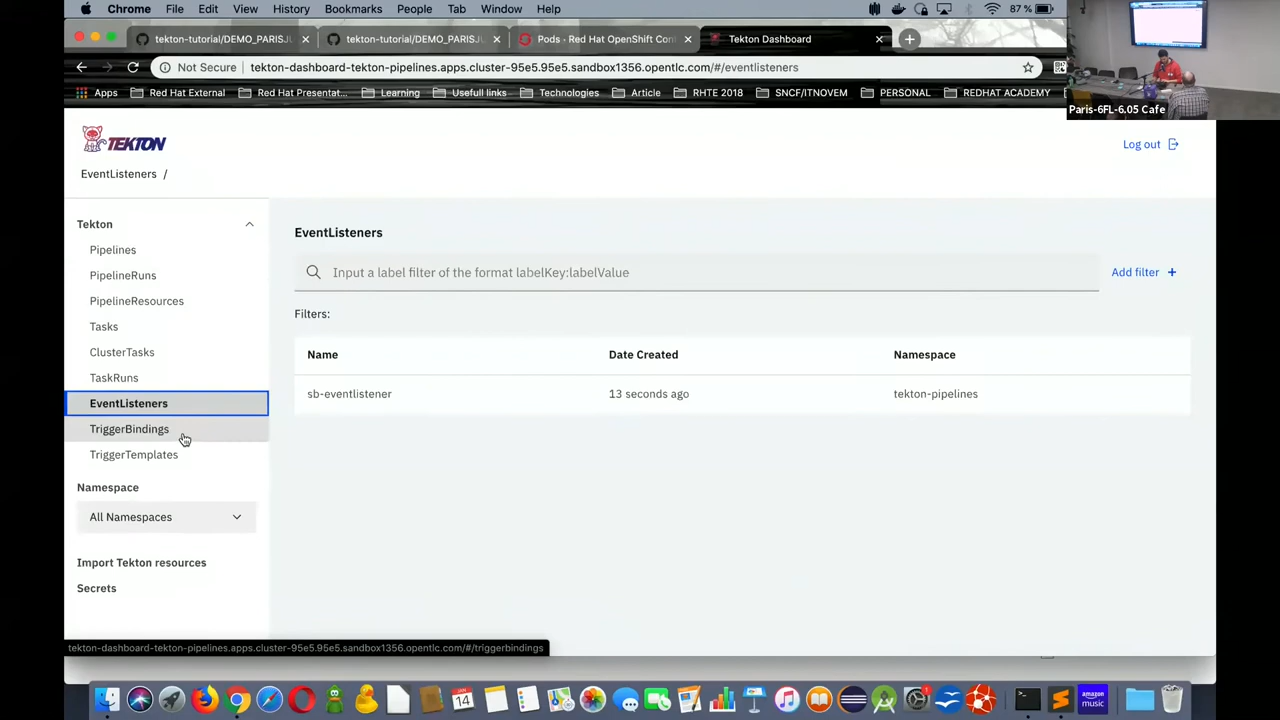 Chrome File Edit View History Bookmarks People Tab Window Help 87 %
tekton-tutorial/DEMO_PARISJ × tekton-tutorial/DEMO_PARISJ × Pods · Red Hat OpenShift Con × Tekton Dashboard ×
Not Secure tekton-dashboard-tekton-pipelines.apps.cluster-95e5.95e5.sandbox1356.opentlc.com/#/eventlisteners
Apps Red Hat External Red Hat Presentat... Learning Usefull links Technologies Article RHTE 2018 SNCF/ITNOVEM PERSONAL REDHAT ACADEMY
Paris-6FL-6.05 Cafe
TEKTON
Log out
EventListeners /
Tekton
Pipelines
PipelineRuns
PipelineResources
Tasks
ClusterTasks
TaskRuns
EventListeners
TriggerBindings
TriggerTemplates
Namespace
All Namespaces
Import Tekton resources
Secrets
EventListeners
Input a label filter of the format labelKey:labelValue
Add filter +
Filters:
Name Date Created Namespace
sb-eventlistener 13 seconds ago tekton-pipelines
tekton-dashboard-tekton-pipelines.apps.cluster-95e5.95e5.sandbox1356.opentlc.com/#/triggerbindings
amazon
music